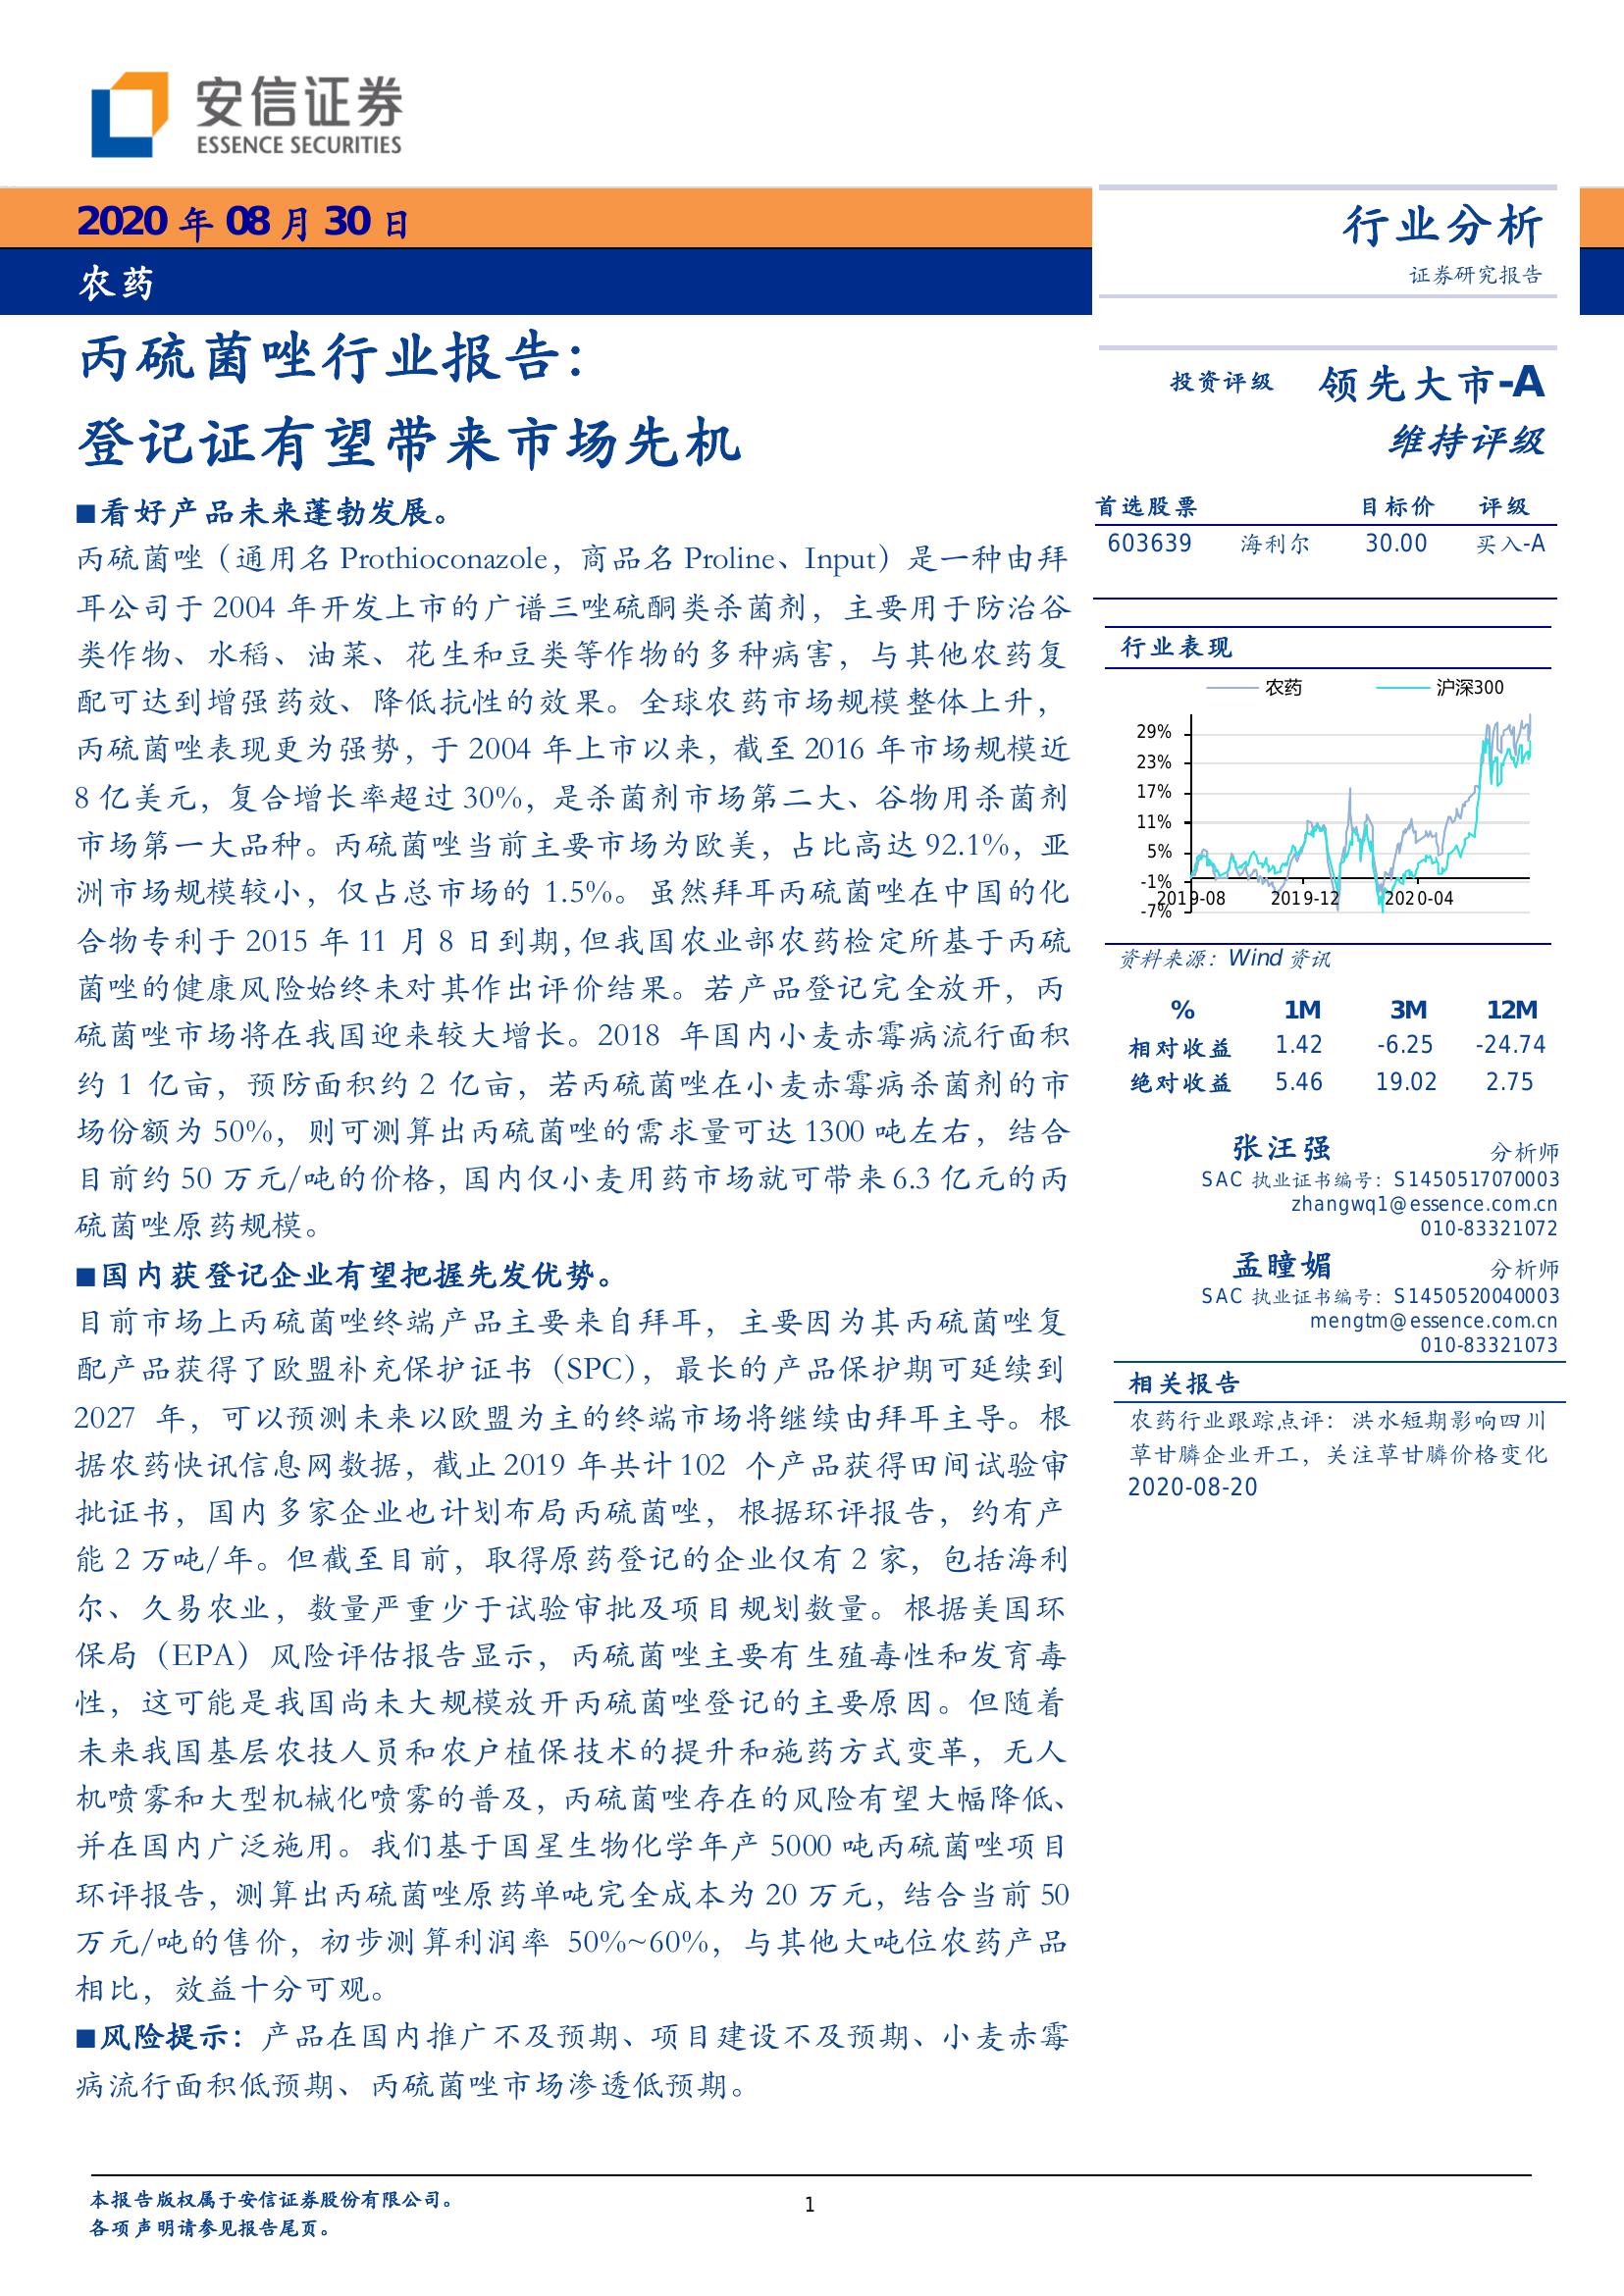 安信证券
ESSENCE SECURITIES
2020 年 08 月 30 日
农药
行业分析
证券研究报告
丙硫菌唑行业报告：
登记证有望带来市场先机
■看好产品未来蓬勃发展。
丙硫菌唑（通用名 Prothioconazole，商品名 Proline、Input）是一种由拜
耳公司于 2004 年开发上市的广谱三唑硫酮类杀菌剂，主要用于防治谷
类作物、水稻、油菜、花生和豆类等作物的多种病害，与其他农药复
配可达到增强药效、降低抗性的效果。全球农药市场规模整体上升，
丙硫菌唑表现更为强势，于 2004 年上市以来，截至 2016 年市场规模近
8 亿美元，复合增长率超过 30%，是杀菌剂市场第二大、谷物用杀菌剂
市场第一大品种。丙硫菌唑当前主要市场为欧美，占比高达 92.1%，亚
洲市场规模较小，仅占总市场的 1.5%。虽然拜耳丙硫菌唑在中国的化
合物专利于 2015 年 11 月 8 日到期，但我国农业部农药检定所基于丙硫
菌唑的健康风险始终未对其作出评价结果。若产品登记完全放开，丙
硫菌唑市场将在我国迎来较大增长。2018 年国内小麦赤霉病流行面积
约 1 亿亩，预防面积约 2 亿亩，若丙硫菌唑在小麦赤霉病杀菌剂的市
场份额为 50%，则可测算出丙硫菌唑的需求量可达 1300 吨左右，结合
目前约 50 万元/吨的价格，国内仅小麦用药市场就可带来 6.3 亿元的丙
硫菌唑原药规模。
■国内获登记企业有望把握先发优势。
目前市场上丙硫菌唑终端产品主要来自拜耳，主要因为其丙硫菌唑复
配产品获得了欧盟补充保护证书（SPC），最长的产品保护期可延续到
2027 年，可以预测未来以欧盟为主的终端市场将继续由拜耳主导。根
据农药快讯信息网数据，截止 2019 年共计 102 个产品获得田间试验审
批证书，国内多家企业也计划布局丙硫菌唑，根据环评报告，约有产
能 2 万吨/年。但截至目前，取得原药登记的企业仅有 2 家，包括海利
尔、久易农业，数量严重少于试验审批及项目规划数量。根据美国环
保局（EPA）风险评估报告显示，丙硫菌唑主要有生殖毒性和发育毒
性，这可能是我国尚未大规模放开丙硫菌唑登记的主要原因。但随着
未来我国基层农技人员和农户植保技术的提升和施药方式变革，无人
机喷雾和大型机械化喷雾的普及，丙硫菌唑存在的风险有望大幅降低、
并在国内广泛施用。我们基于国星生物化学年产 5000 吨丙硫菌唑项目
环评报告，测算出丙硫菌唑原药单吨完全成本为 20 万元，结合当前 50
万元/吨的售价，初步测算利润率 50%~60%，与其他大吨位农药产品
相比，效益十分可观。
■风险提示：产品在国内推广不及预期、项目建设不及预期、小麦赤霉
病流行面积低预期、丙硫菌唑市场渗透低预期。
投资评级 领先大市-A
维持评级
首选股票 目标价 评级
603639 海利尔 30.00 买入-A
行业表现
农药 沪深300
29%
23%
17%
11%
5%
-1%
-7%
2019-08 2019-12 2020-04
资料来源：Wind 资讯
% 1M 3M 12M
相对收益 1.42 -6.25 -24.74
绝对收益 5.46 19.02 2.75
张汪强 分析师
SAC 执业证书编号：S1450517070003
zhangwq1@essence.com.cn
010-83321072
孟瞳媚 分析师
SAC 执业证书编号：S1450520040003
mengtm@essence.com.cn
010-83321073
相关报告
农药行业跟踪点评：洪水短期影响四川
草甘膦企业开工，关注草甘膦价格变化
2020-08-20
本报告版权属于安信证券股份有限公司。
各项声明请参见报告尾页。
1